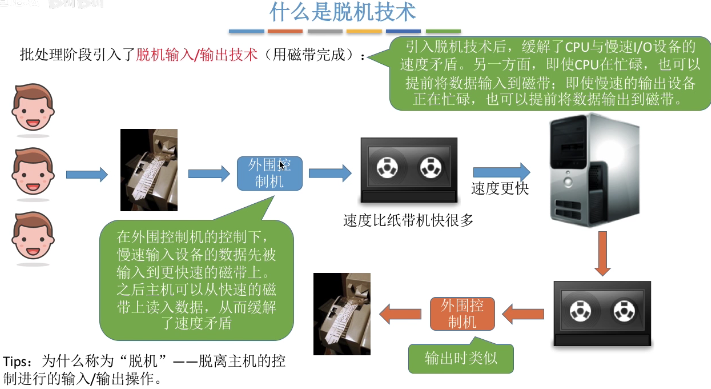 什么是脱机技术
批处理阶段引入了脱机输入/输出技术（用磁带完成）：
引入脱机技术后，缓解了CPU与慢速I/O设备的
速度矛盾。另一方面，即使CPU在忙碌，也可以
提前将数据输入到磁带；即使慢速的输出设备
正在忙碌，也可以提前将数据输出到磁带。
外围控
制机
速度更快
速度比纸带机快很多
在外围控制机的控制下，
慢速输入设备的数据先被
输入到更快速的磁带上。
之后主机可以从快速的磁
带上读入数据，从而缓解
了速度矛盾
外围控
制机
输出时类似
Tips：为什么称为“脱机”——脱离主机的控
制进行的输入/输出操作。